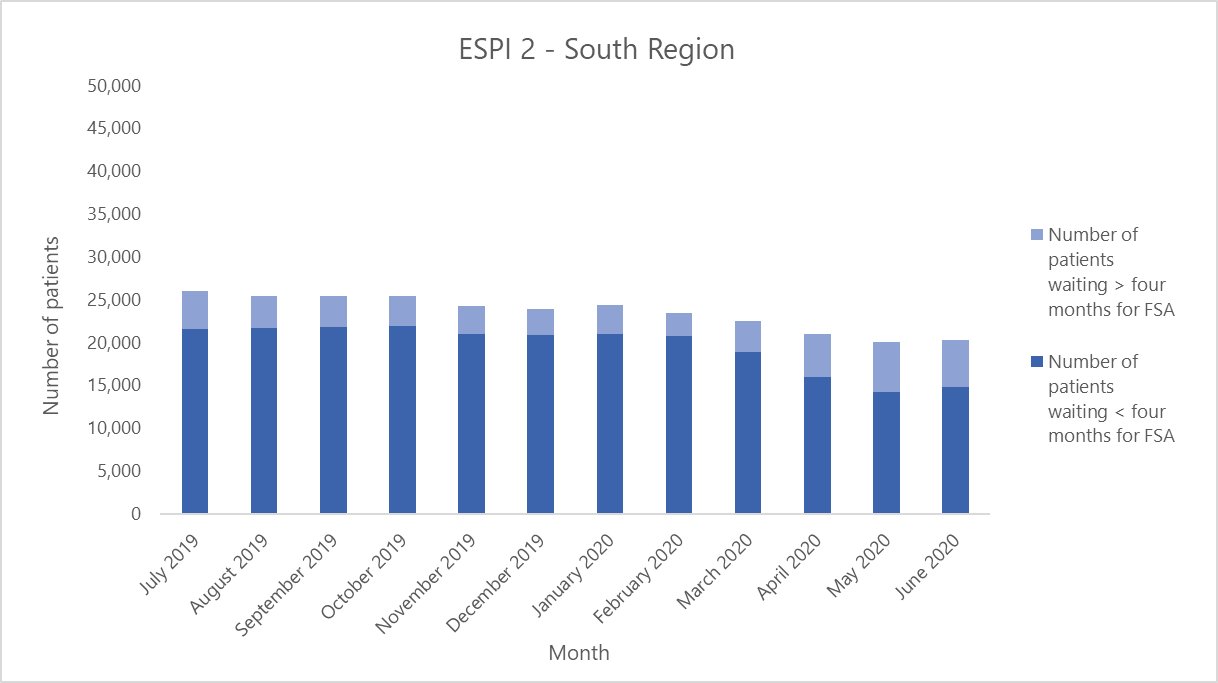 ESPI 2 - South Region
50,000
45,000
40,000
35,000
30,000
25,000
20,000
15,000
10,000
5,000
0
Number of patients
July 2019
August 2019
September 2019
October 2019
November 2019
December 2019
January 2020
February 2020
March 2020
April 2020
May 2020
June 2020
Month
Number of
patients
waiting > four
months for FSA
Number of
patients
waiting < four
months for FSA